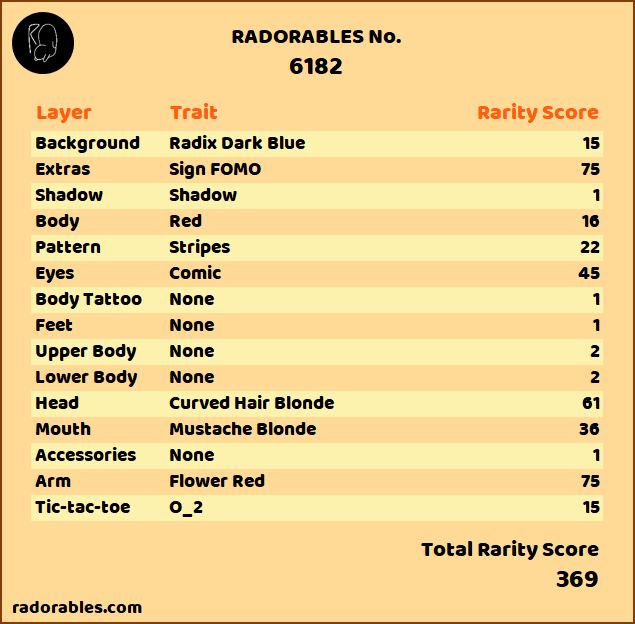 RADORABLES No.
6182
Layer Trait Rarity Score
Background Radix Dark Blue 15
Extras Sign FOMO 75
Shadow Shadow 1
Body Red 16
Pattern Stripes 22
Eyes Comic 45
Body Tattoo None 1
Feet None 1
Upper Body None 2
Lower Body None 2
Head Curved Hair Blonde 61
Mouth Mustache Blonde 36
Accessories None 1
Arm Flower Red 75
Tic-tac-toe O_2 15
Total Rarity Score
369
radorables.com